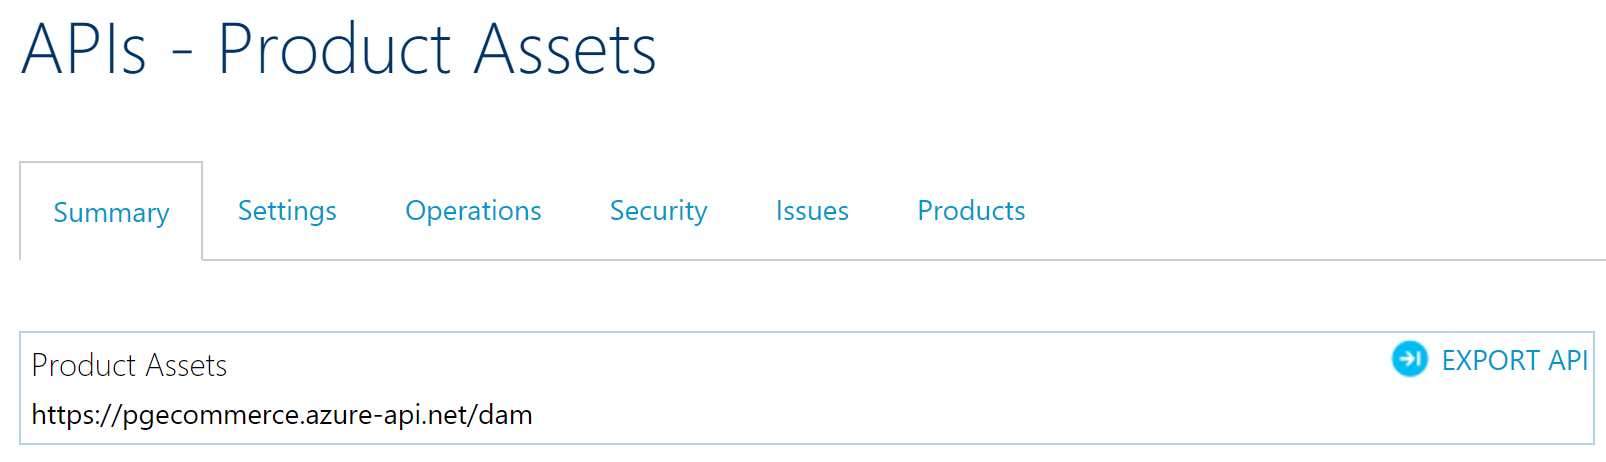 APIs - Product Assets
Summary Settings Operations Security Issues Products
Product Assets EXPORT API
https://pgecommerce.azure-api.net/dam